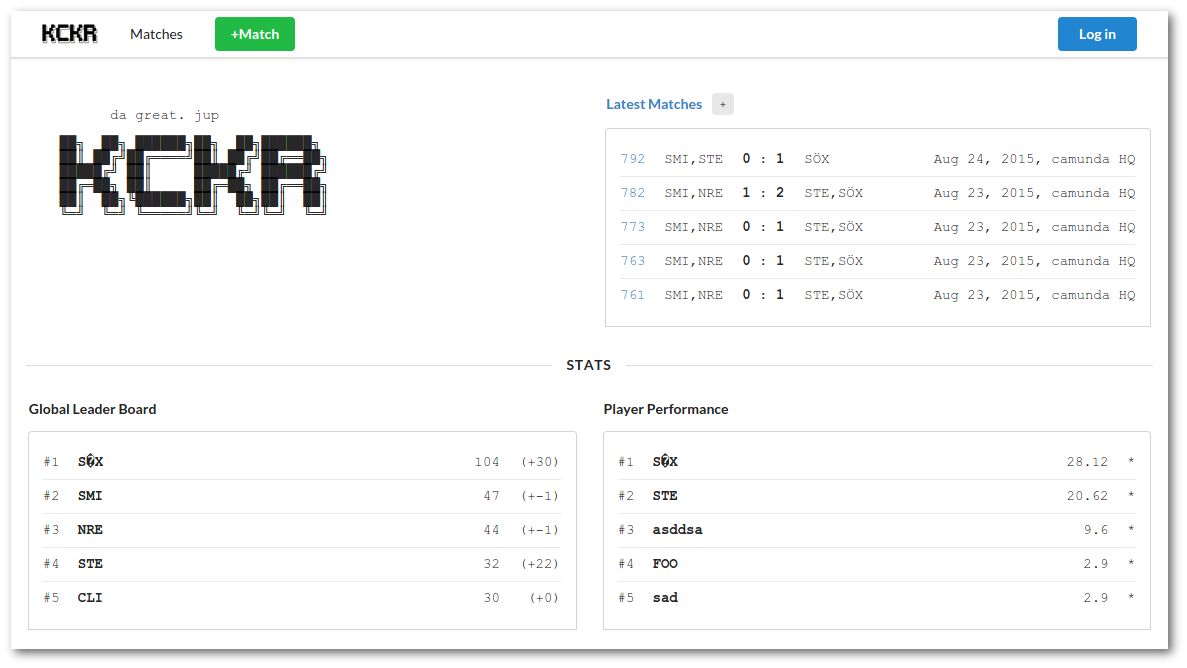 KCKR Matches +Match Log in
da great. jup
KCKR
Latest Matches +
792 SMI,STE 0 : 1 SÖX Aug 24, 2015, camunda HQ
782 SMI,NRE 1 : 2 STE,SÖX Aug 23, 2015, camunda HQ
773 SMI,NRE 0 : 1 STE,SÖX Aug 23, 2015, camunda HQ
763 SMI,NRE 0 : 1 STE,SÖX Aug 23, 2015, camunda HQ
761 SMI,NRE 0 : 1 STE,SÖX Aug 23, 2015, camunda HQ
STATS
Global Leader Board
#1 S�X 104 (+30)
#2 SMI 47 (+-1)
#3 NRE 44 (+-1)
#4 STE 32 (+22)
#5 CLI 30 (+0)
Player Performance
#1 S�X 28.12 *
#2 STE 20.62 *
#3 asddsa 9.6 *
#4 FOO 2.9 *
#5 sad 2.9 *